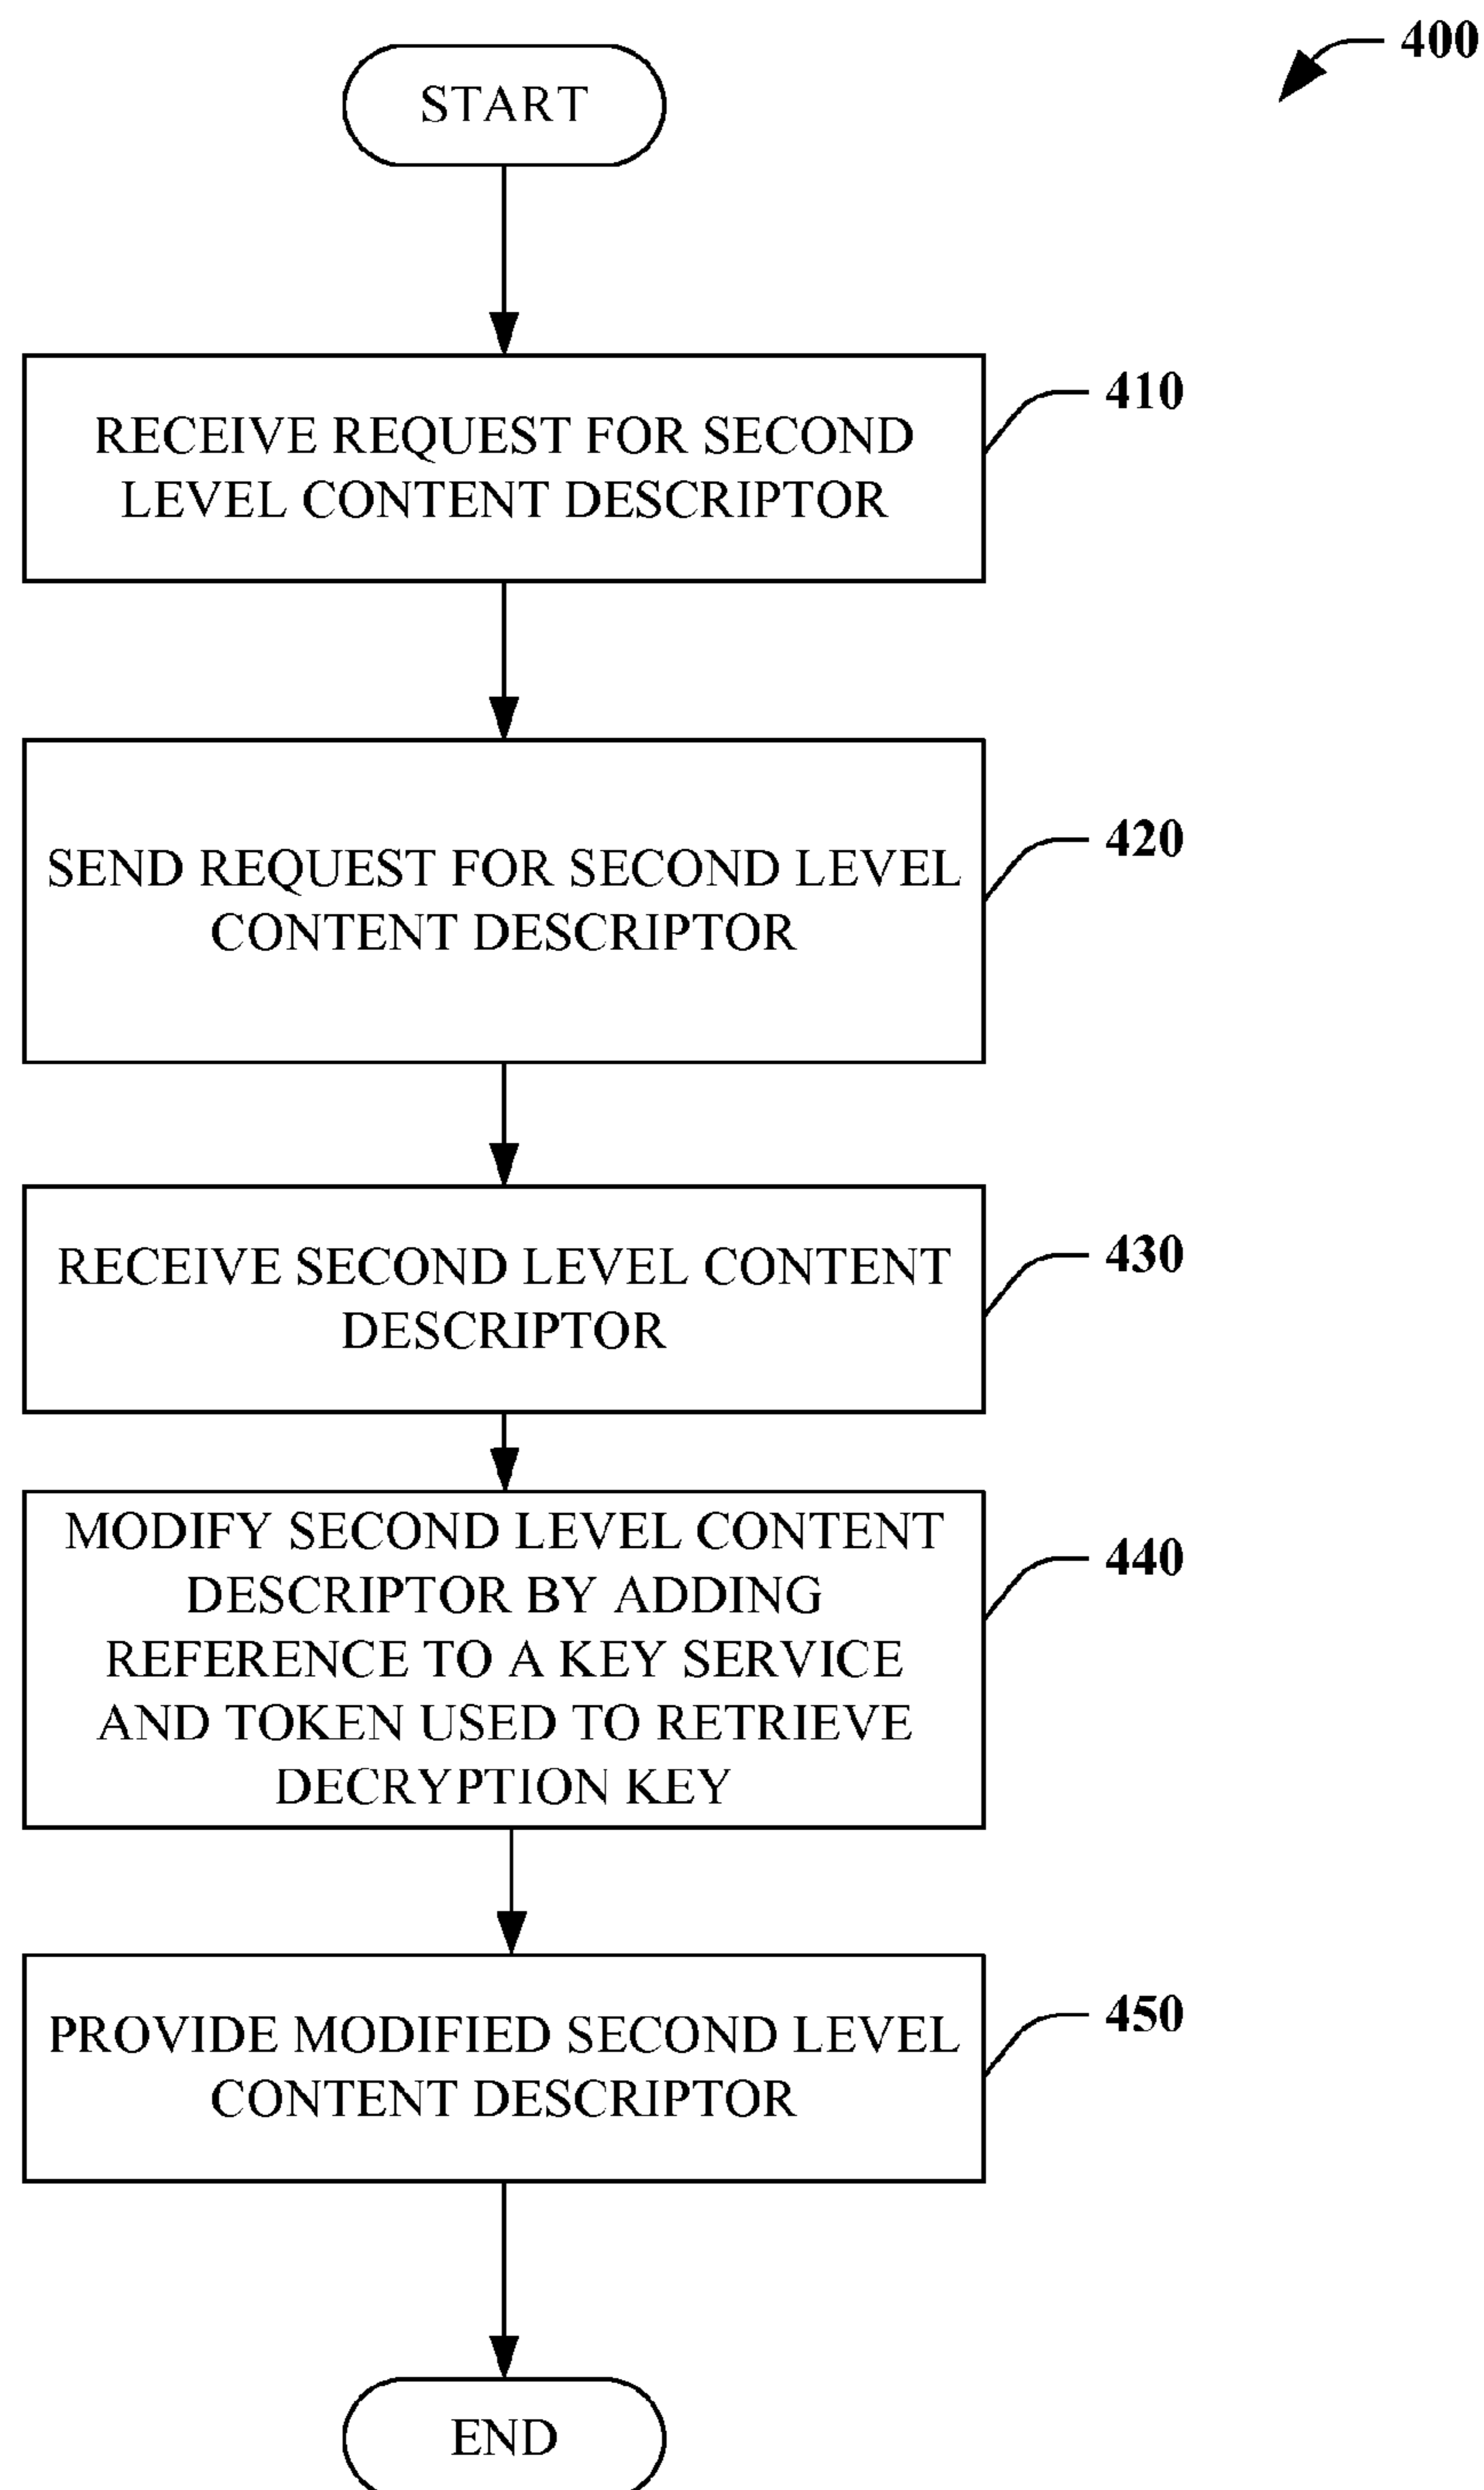 400
START
RECEIVE REQUEST FOR SECOND
LEVEL CONTENT DESCRIPTOR
410
SEND REQUEST FOR SECOND LEVEL
CONTENT DESCRIPTOR
420
RECEIVE SECOND LEVEL CONTENT
DESCRIPTOR
430
MODIFY SECOND LEVEL CONTENT
DESCRIPTOR BY ADDING
REFERENCE TO A KEY SERVICE
AND TOKEN USED TO RETRIEVE
DECRYPTION KEY
440
PROVIDE MODIFIED SECOND LEVEL
CONTENT DESCRIPTOR
450
END